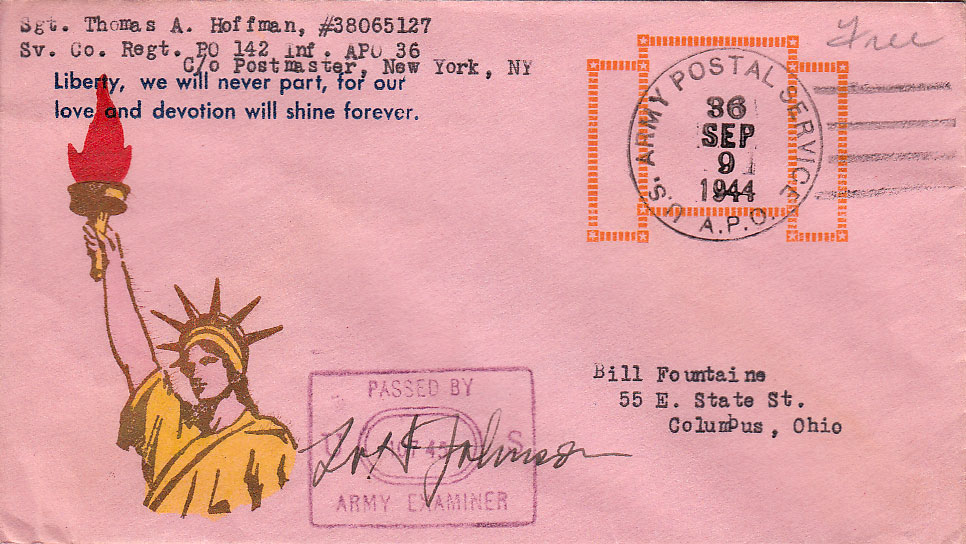 Sgt. Thomas A. Hoffman, #38065127
Sv. Co. Regt. PO 142 Inf. APO 36
C/o Postmaster, New York, NY
Liberty, we will never part, for our
love and devotion will shine forever.
Free
U.S. ARMY POSTAL SERVICE
36
SEP
9
1944
A.P.O.
Bill Fountaine
55 E. State St.
Columbus, Ohio
PASSED BY
U S
Johnson
ARMY EXAMINER